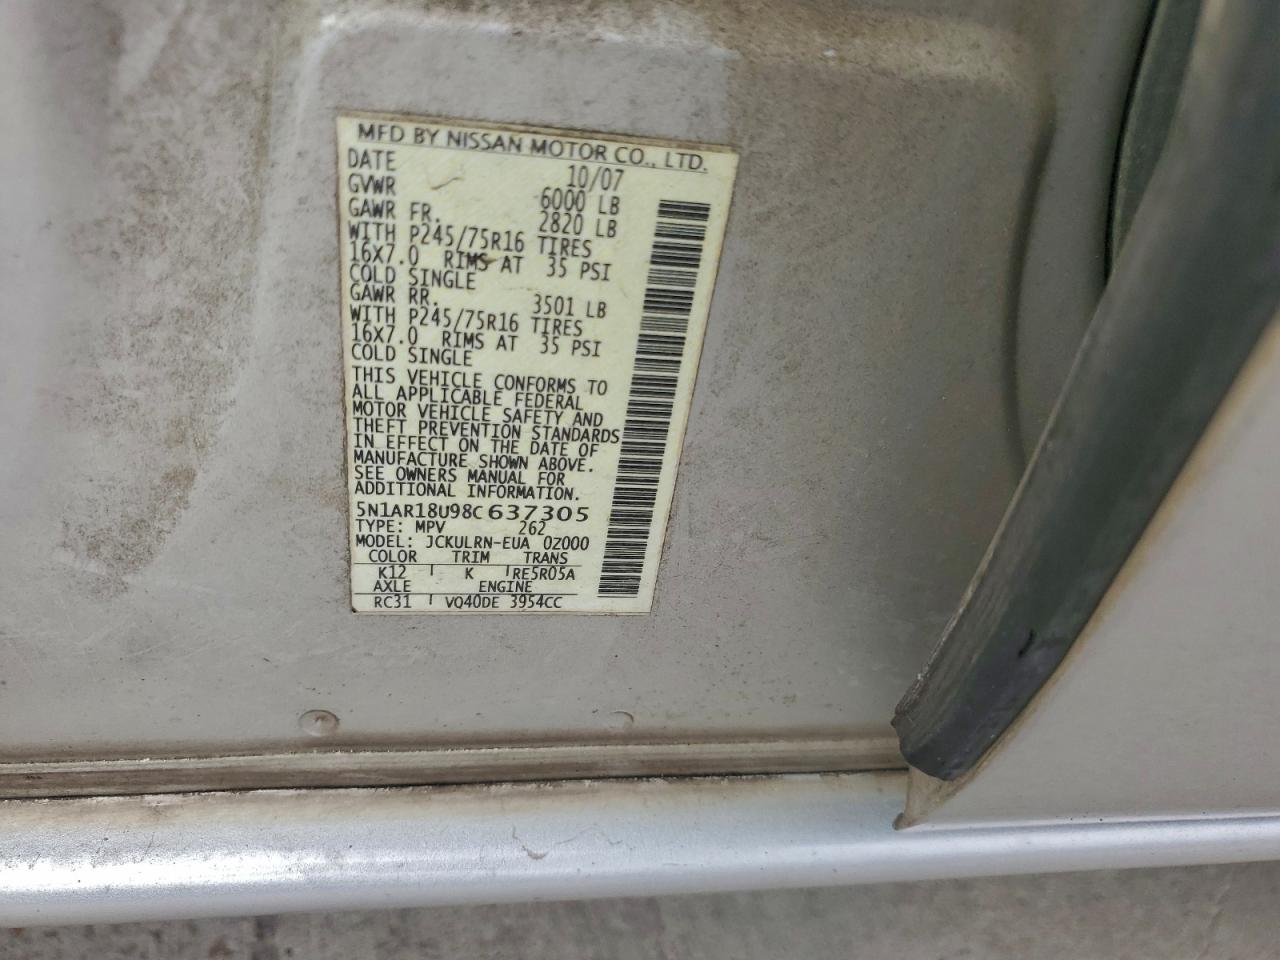 MFD BY NISSAN MOTOR CO., LTD.
DATE 10/07
GVWR 6000 LB
GAWR FR. 2820 LB
WITH P245/75R16 TIRES
16X7.0 RIMS AT 35 PSI
COLD SINGLE
GAWR RR. 3501 LB
WITH P245/75R16 TIRES
16X7.0 RIMS AT 35 PSI
COLD SINGLE
THIS VEHICLE CONFORMS TO
ALL APPLICABLE FEDERAL
MOTOR VEHICLE SAFETY AND
THEFT PREVENTION STANDARDS
IN EFFECT ON THE DATE OF
MANUFACTURE SHOWN ABOVE.
SEE OWNERS MANUAL FOR
ADDITIONAL INFORMATION.
5N1AR18U98C637305
TYPE: MPV 262
MODEL: JCKULRN-EUA 0Z000
COLOR TRIM TRANS
K12 K RE5R05A
AXLE ENGINE
RC31 VQ40DE 3954CC